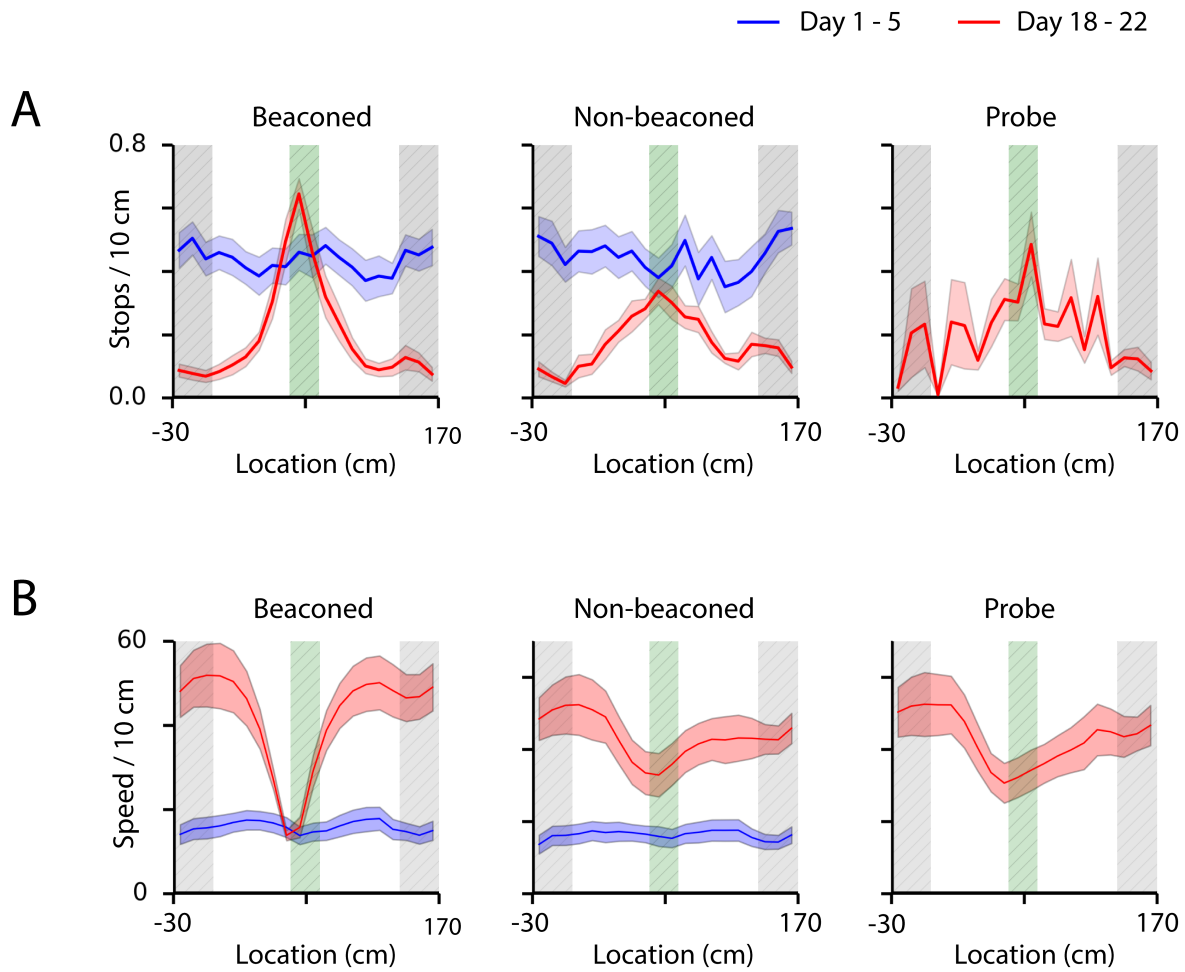 Day 1 - 5 Day 18 - 22
A
Beaconed Non-beaconed Probe
0.8
Stops / 10 cm
0.0
-30 170 -30 170 -30 170
Location (cm) Location (cm) Location (cm)
B
Beaconed Non-beaconed Probe
60
Speed / 10 cm
0
-30 170 -30 170 -30 170
Location (cm) Location (cm) Location (cm)